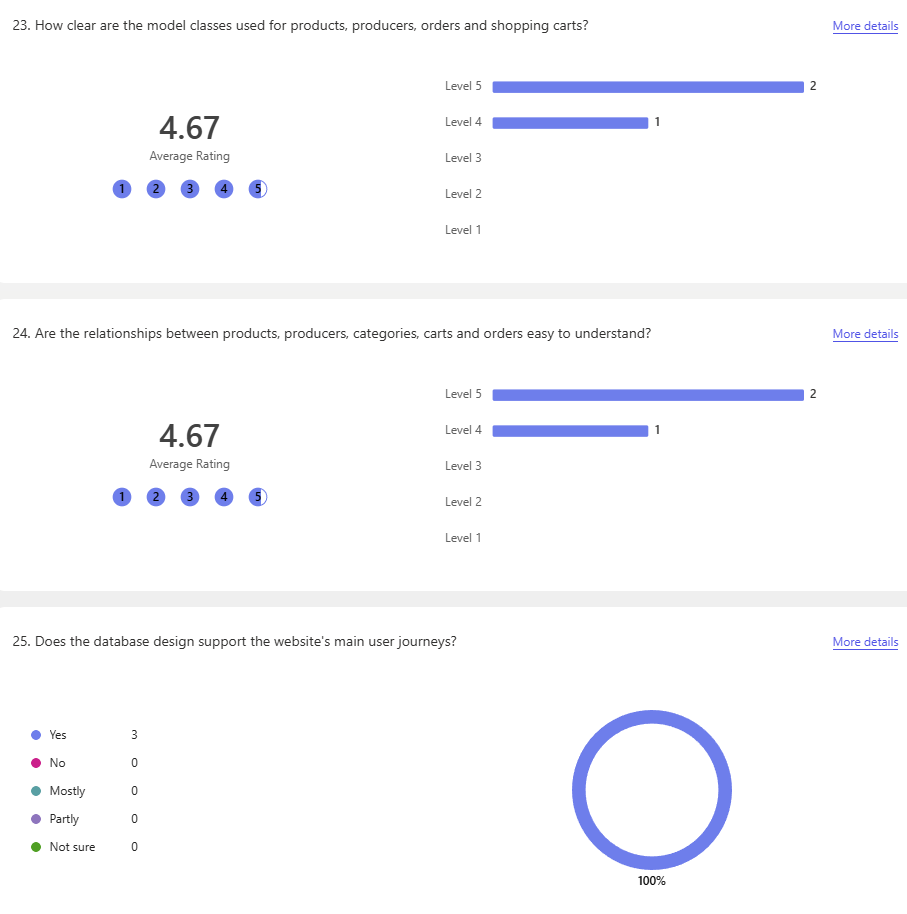 23. How clear are the model classes used for products, producers, orders and shopping carts?
More details
4.67
Average Rating
1 2 3 4 5
Level 5 2
Level 4 1
Level 3
Level 2
Level 1
24. Are the relationships between products, producers, categories, carts and orders easy to understand?
More details
4.67
Average Rating
1 2 3 4 5
Level 5 2
Level 4 1
Level 3
Level 2
Level 1
25. Does the database design support the website's main user journeys?
More details
Yes 3
No 0
Mostly 0
Partly 0
Not sure 0
100%